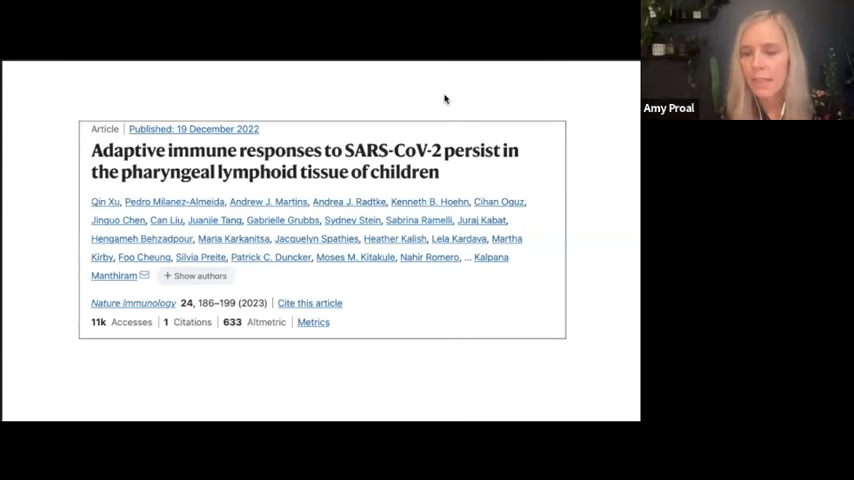 Article | Published: 19 December 2022
Adaptive immune responses to SARS-CoV-2 persist in
the pharyngeal lymphoid tissue of children
Qin Xu, Pedro Milanez-Almeida, Andrew J. Martins, Andrea J. Radtke, Kenneth B. Hoehn, Cihan Oguz,
Jinguo Chen, Can Liu, Juanjie Tang, Gabrielle Grubbs, Sydney Stein, Sabrina Ramelli, Juraj Kabat,
Hengameh Behzadpour, Maria Karkanitsa, Jacquelyn Spathies, Heather Kalish, Lela Kardava, Martha
Kirby, Foo Cheung, Silvia Preite, Patrick C. Duncker, Moses M. Kitakule, Nahir Romero, ... Kalpana
Manthiram + Show authors
Nature Immunology 24, 186–199 (2023) | Cite this article
11k Accesses | 1 Citations | 633 Altmetric | Metrics
Amy Proal